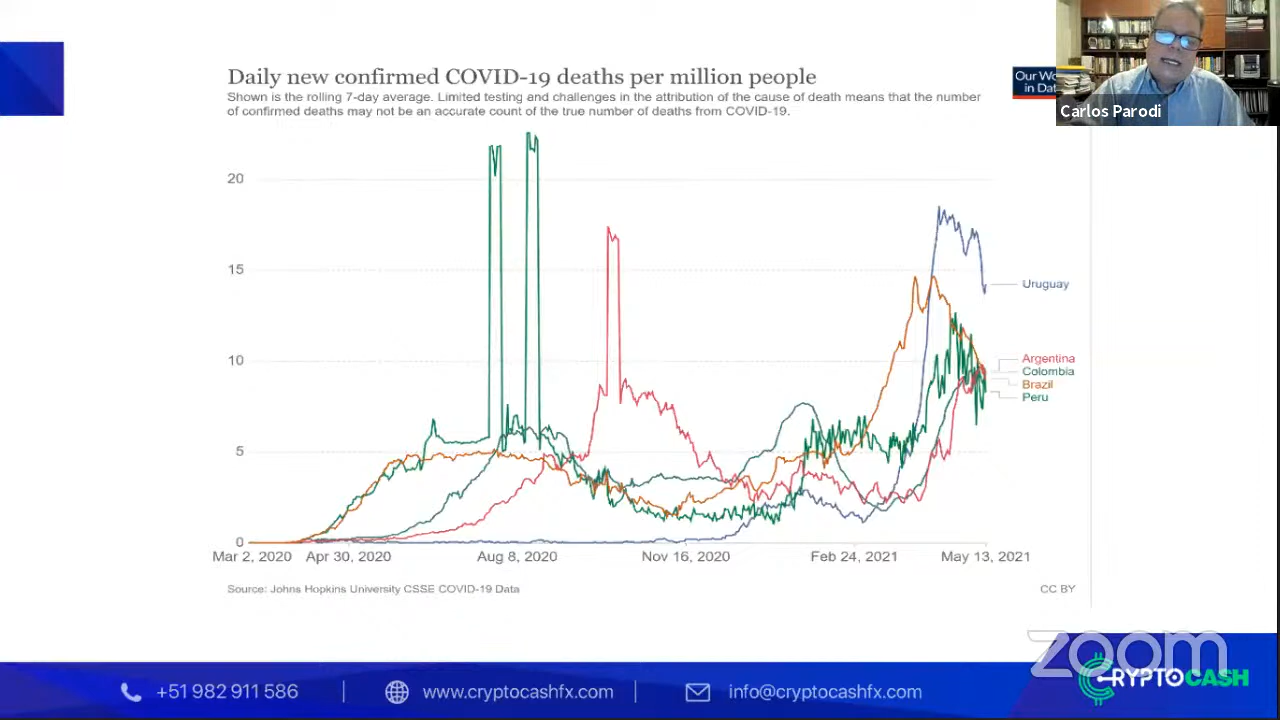 Daily new confirmed COVID-19 deaths per million people
Shown is the rolling 7-day average. Limited testing and challenges in the attribution of the cause of death means that the number
of confirmed deaths may not be an accurate count of the true number of deaths from COVID-19.
Our Wo
in Dat
Carlos Parodi
20
15
10
5
0
Uruguay
Argentina
Colombia
Brazil
Peru
Mar 2, 2020 Apr 30, 2020 Aug 8, 2020 Nov 16, 2020 Feb 24, 2021 May 13, 2021
Source: Johns Hopkins University CSSE COVID-19 Data
CC BY
zoom
+51 982 911 586
www.cryptocashfx.com
info@cryptocashfx.com
CRYPTOCASH